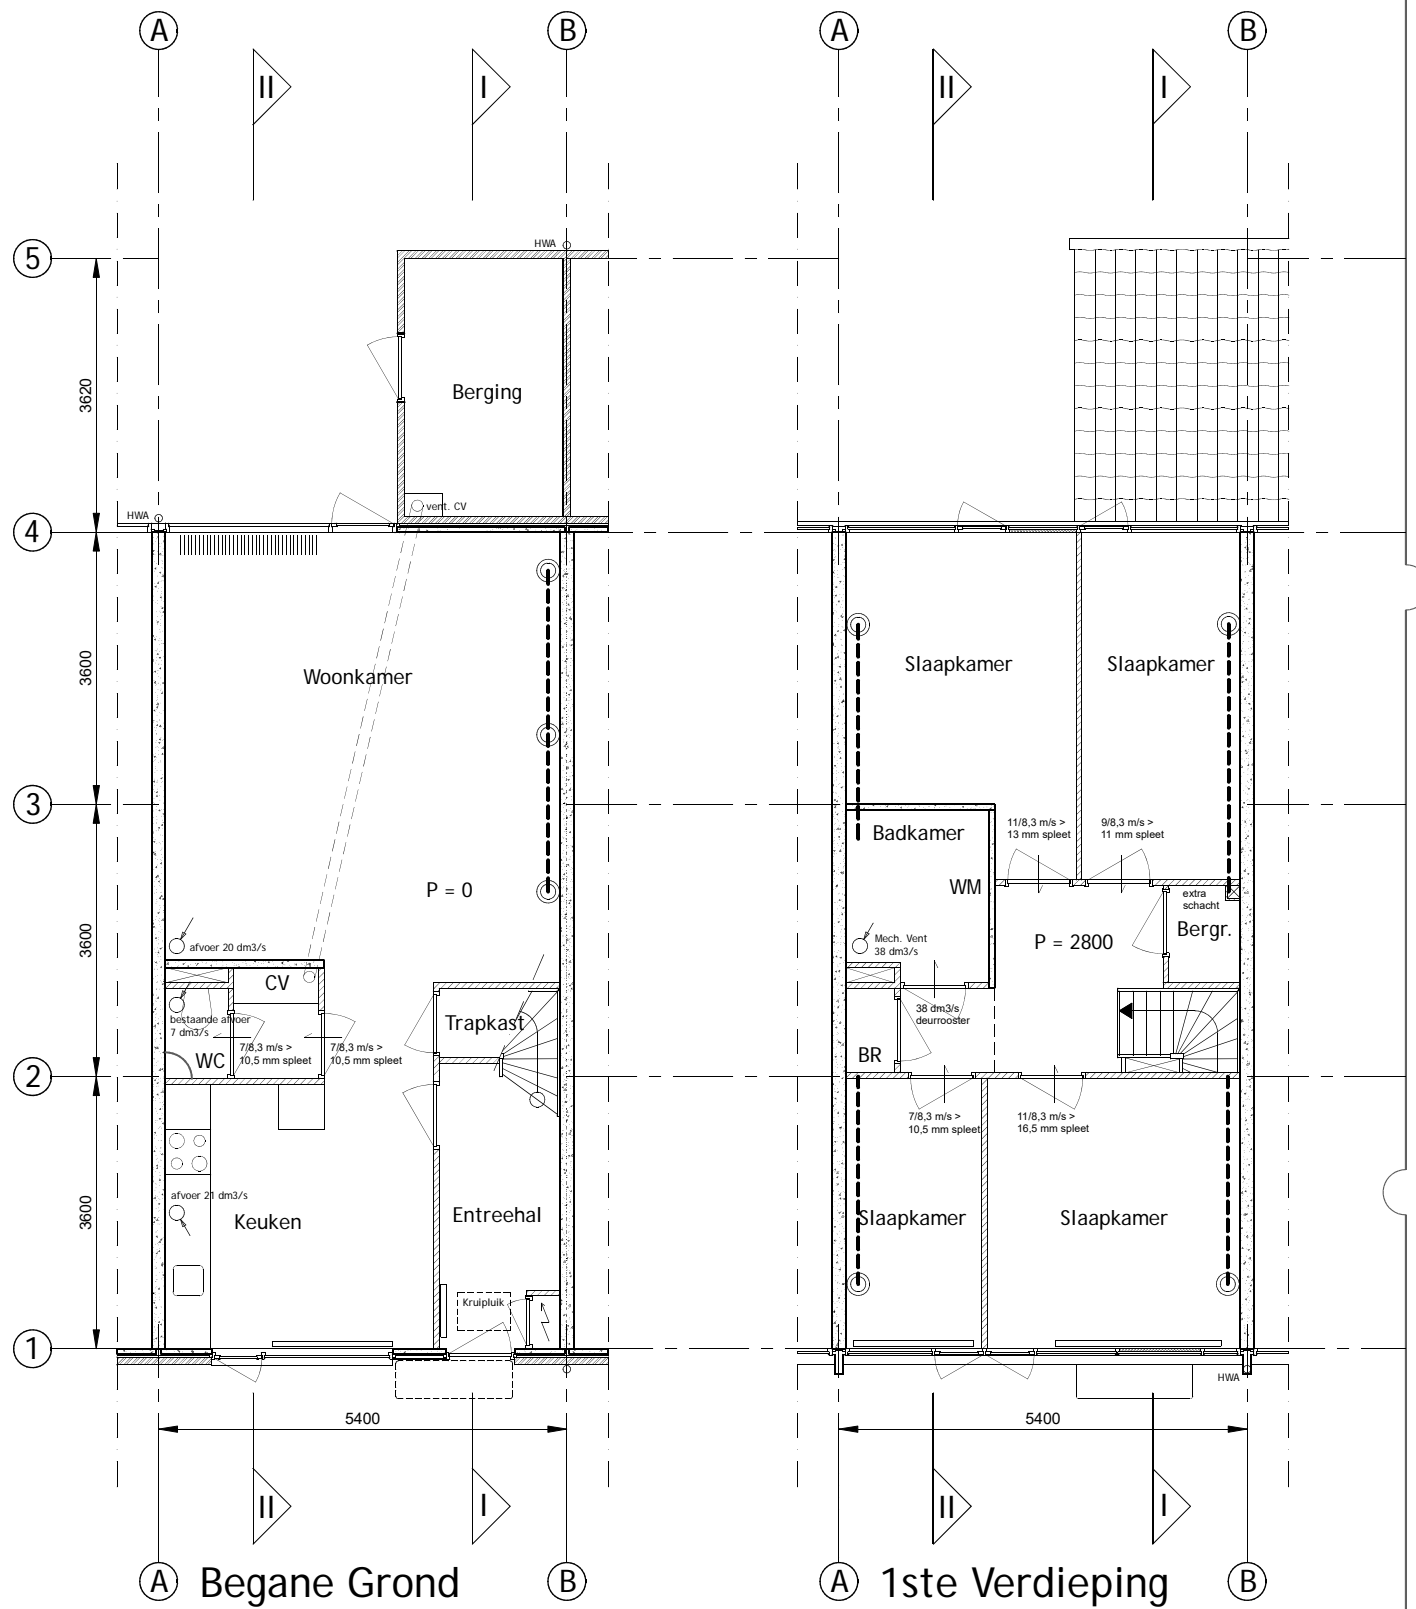 A
B
A
B
II
I
II
I
HWA
5
3620
Berging
vent. CV
HWA
4
3600
Woonkamer
Slaapkamer
Slaapkamer
3
11/8,3 m/s >
13 mm spleet
9/8,3 m/s >
11 mm spleet
Badkamer
WM
P = 0
3600
afvoer 20 dm3/s
extra
schacht
Bergr.
P = 2800
Mech. Vent
38 dm3/s
CV
bestaande afvoer
7 dm3/s
Trapkast
38 dm3/s
deurrooster
WC
7/8,3 m/s >
10,5 mm spleet
7/8,3 m/s >
10,5 mm spleet
BR
2
7/8,3 m/s >
10,5 mm spleet
11/8,3 m/s >
16,5 mm spleet
3600
afvoer 21 dm3/s
Keuken
Entreehal
Slaapkamer
Slaapkamer
Kruipluik
1
HWA
5400
5400
II
I
II
I
A
Begane Grond
B
A
1ste Verdieping
B